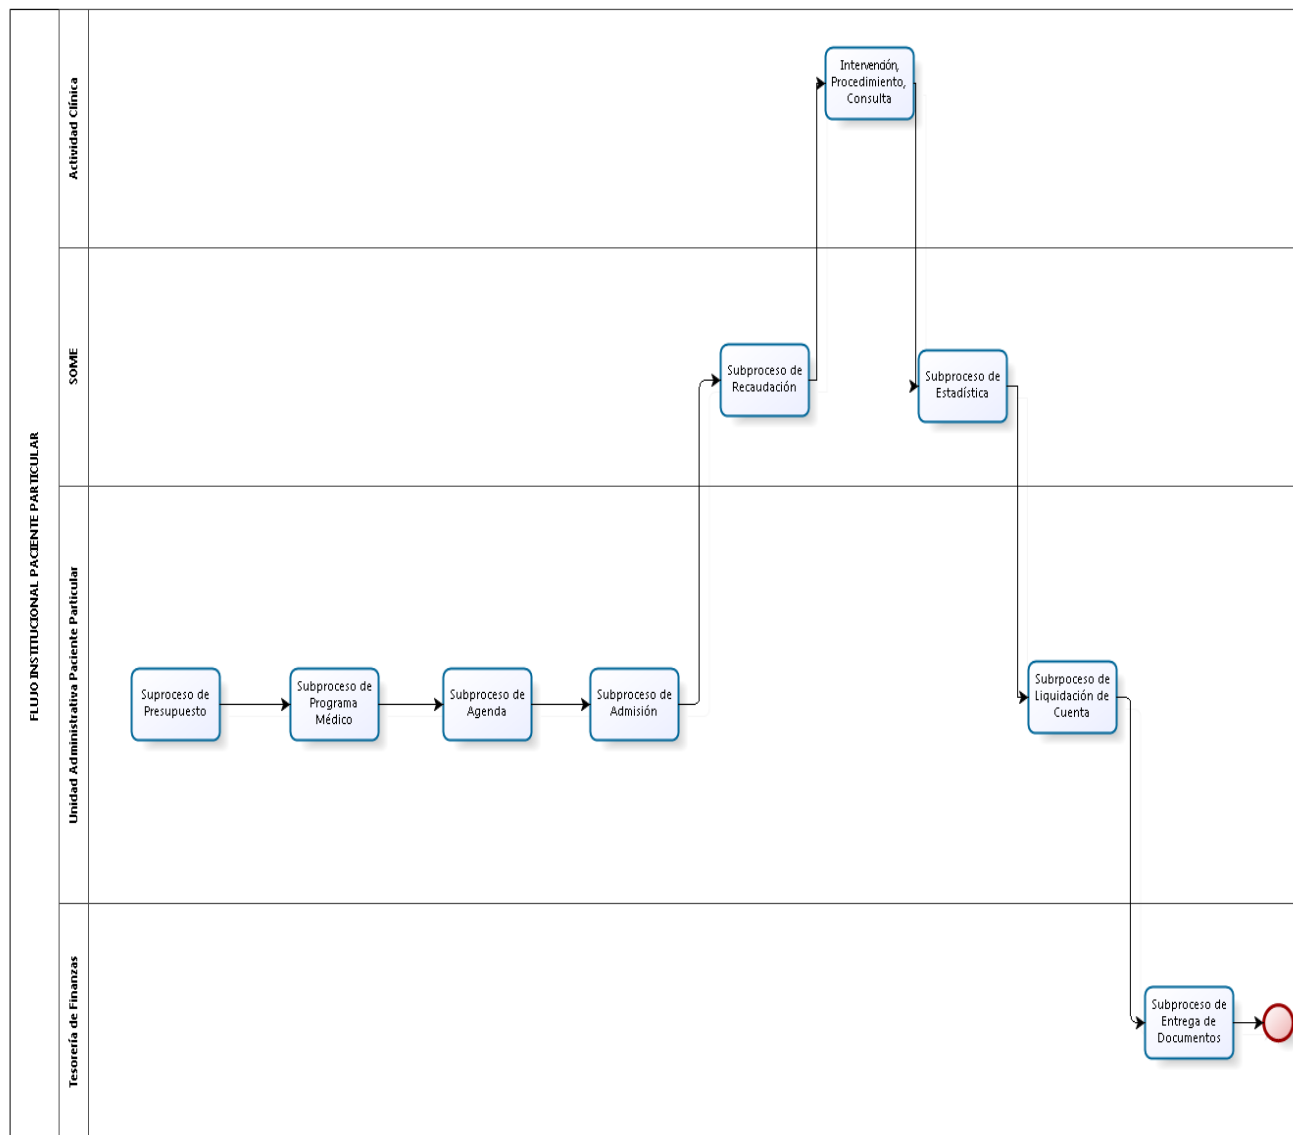 FLUJO INSTITUCIONAL PACIENTE PARTICULAR
Actividad Clínica
Intervención,
Procedimiento,
Consulta
SOME
Subproceso de
Recaudación
Subproceso de
Estadística
Unidad Administrativa Paciente Particular
Suproceso de
Presupuesto
Subproceso de
Programa
Médico
Subproceso de
Agenda
Subproceso de
Admisión
Subrpoceso de
Liquidación de
Cuenta
Tesorería de Finanzas
Subproceso de
Entrega de
Documentos